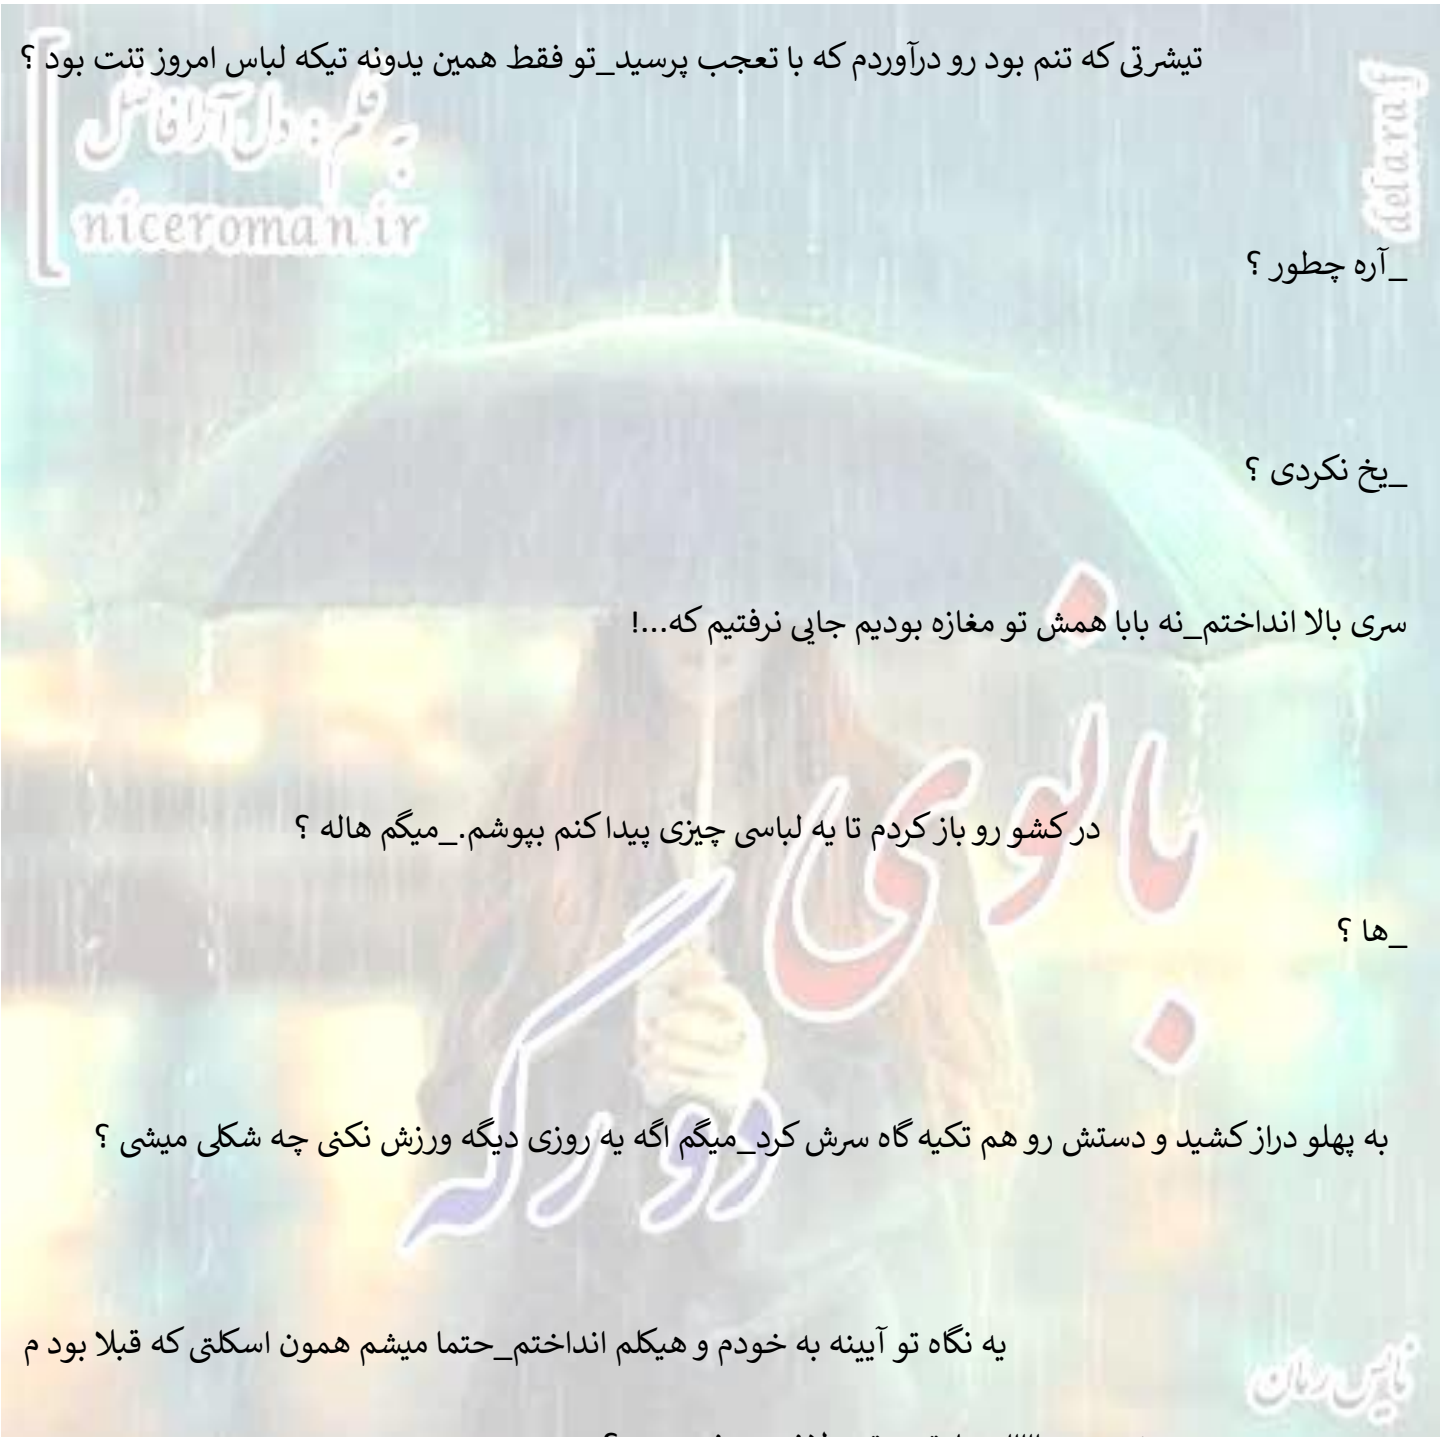 تیشرتی که تنم بود رو درآوردم که با تعجب پرسید_تو فقط همین یدونه تیکه لباس امروز تنت بود ؟
به قلم : دل آرا فاضل
niceroman.ir
delaraf
_آره چطور ؟
_یخ نکردی ؟
سری بالا انداختم_نه بابا همش تو مغازه بودیم جایی نرفتیم که...!
در کشو رو باز کردم تا یه لباسی چیزی پیدا کنم بپوشم._میگم هاله ؟
بانوی
_ها ؟
دو رگه
به پهلو دراز کشید و دستش رو هم تکیه گاه سرش کرد_میگم اگه یه روزی دیگه ورزش نکنی چه شکلی میشی ؟
یه نگاه تو آیینه به خودم و هیکلم انداختم_حتما میشم همون اسکلتی که قبلا بود م
نایس رمان